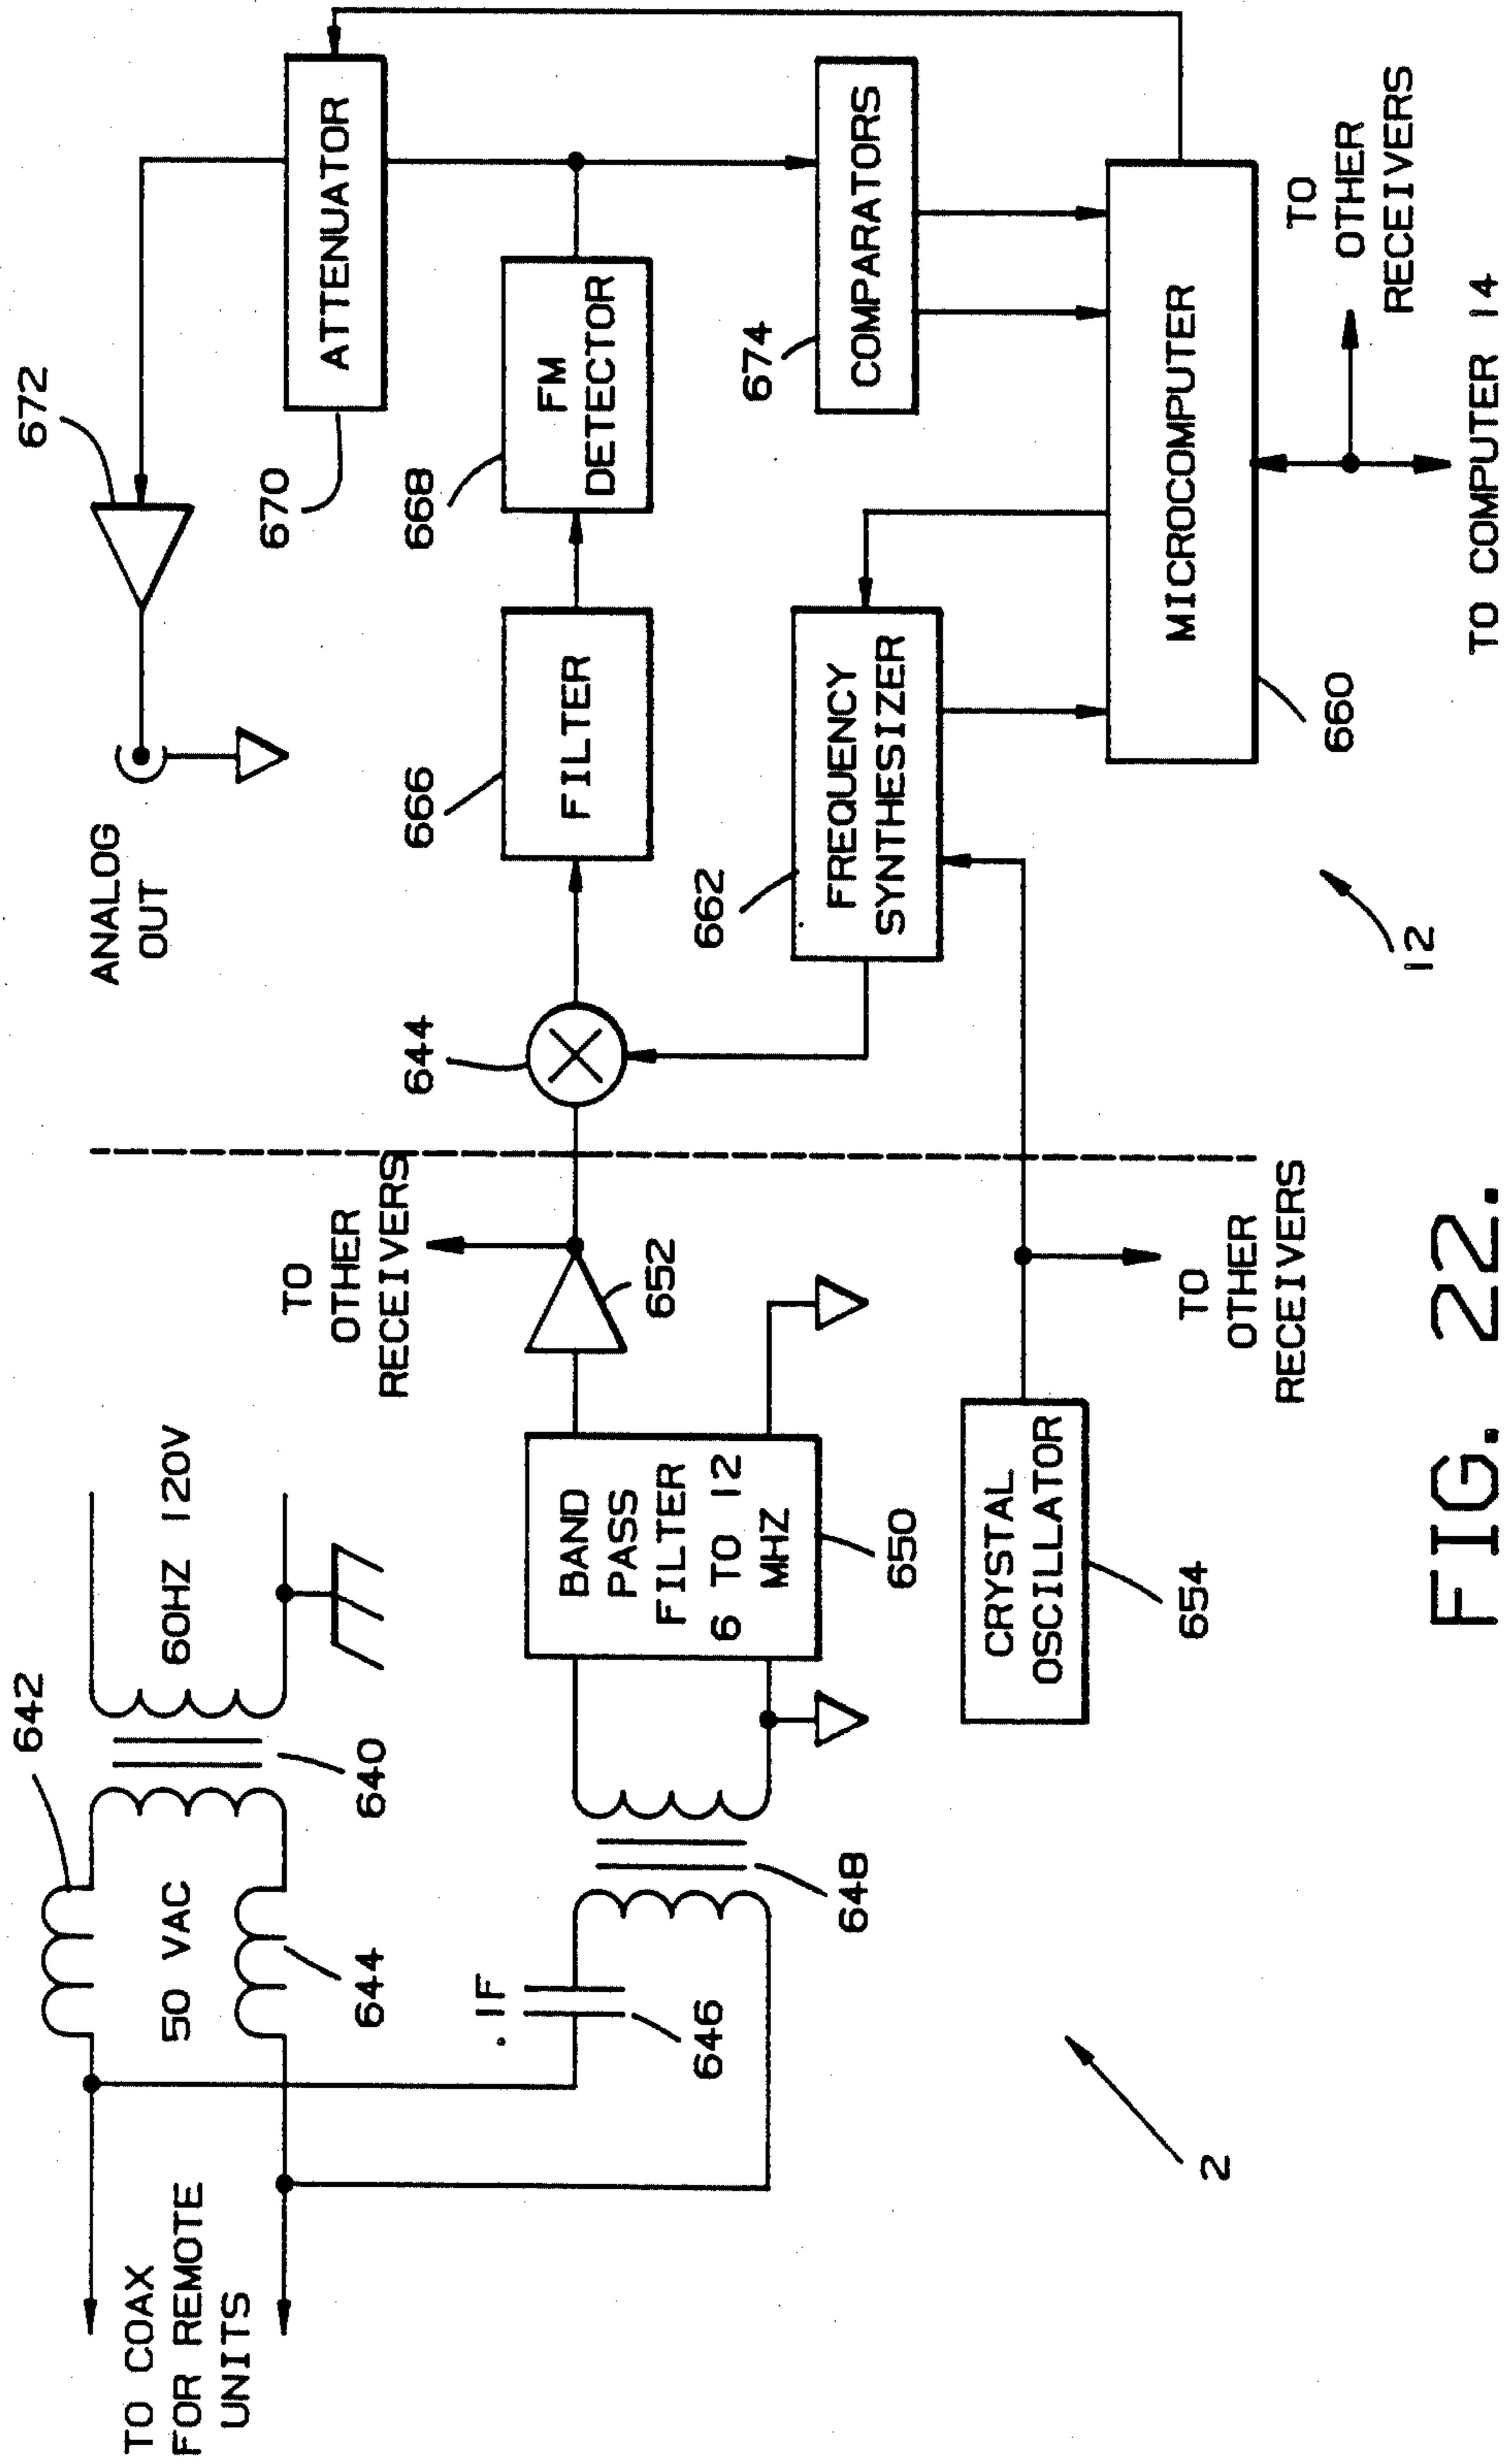 TO COAX
FOR REMOTE
UNITS
642
50 VAC
644
640
60HZ 120V
.1F
646
648
BAND
PASS
FILTER
6 TO 12
MHZ
650
652
TO
OTHER
RECEIVERS
CRYSTAL
OSCILLATOR
654
TO
OTHER
RECEIVERS
2
ANALOG
OUT
672
644
666
FILTER
668
FM
DETECTOR
670
ATTENUATOR
662
FREQUENCY
SYNTHESIZER
674
COMPARATORS
MICROCOMPUTER
660
TO
OTHER
RECEIVERS
12
TO COMPUTER 14
FIG. 22.